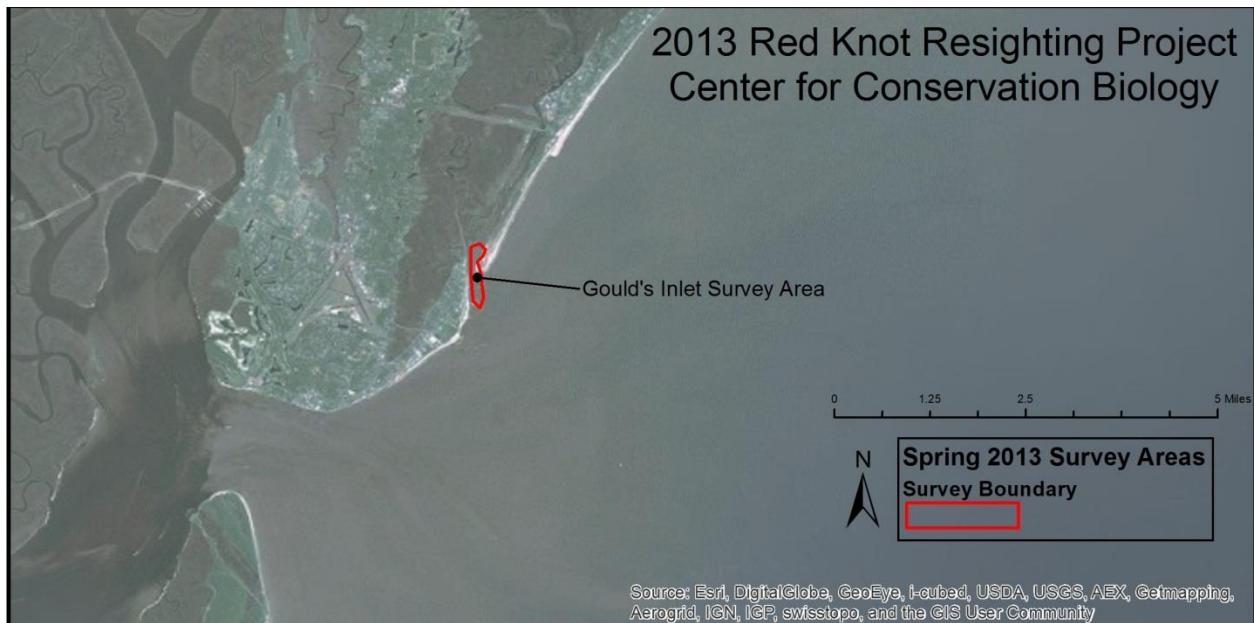 2013 Red Knot Resighting Project
Center for Conservation Biology
Gould's Inlet Survey Area
0 1.25 2.5 5 Miles
N
Spring 2013 Survey Areas
Survey Boundary
Source: Esri, DigitalGlobe, GeoEye, i-cubed, USDA, USGS, AEX, Getmapping,
Aerogrid, IGN, IGP, swisstopo, and the GIS User Community